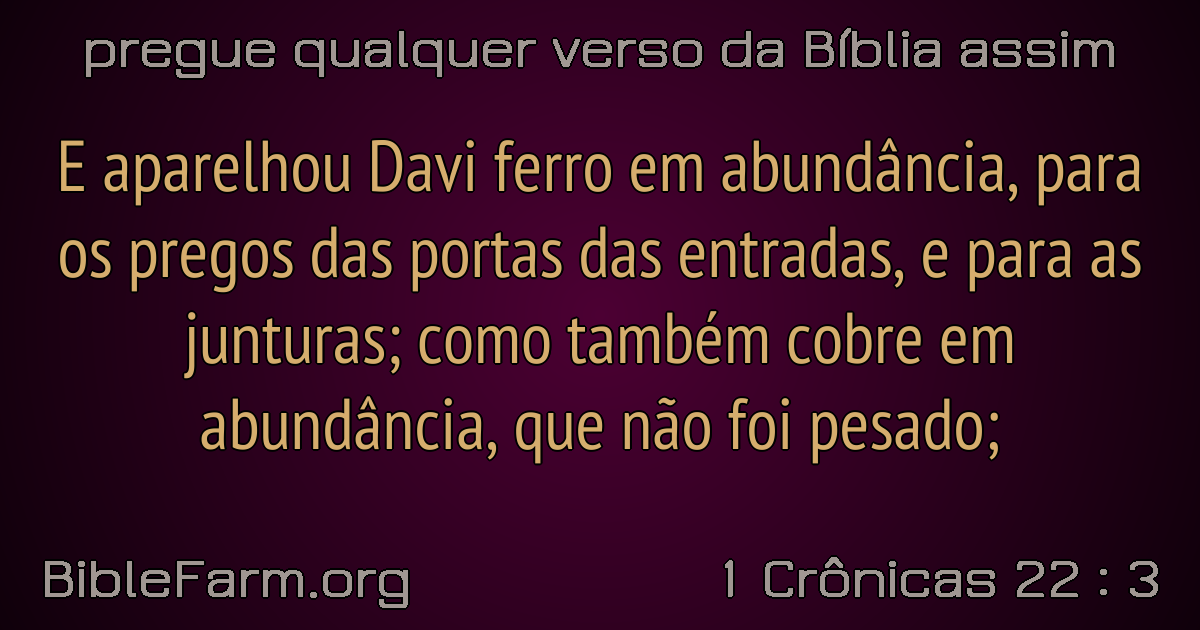 pregue qualquer verso da Bíblia assim
E aparelhou Davi ferro em abundância, para
os pregos das portas das entradas, e para as
junturas; como também cobre em
abundância, que não foi pesado;
BibleFarm.org
1 Crônicas 22 : 3